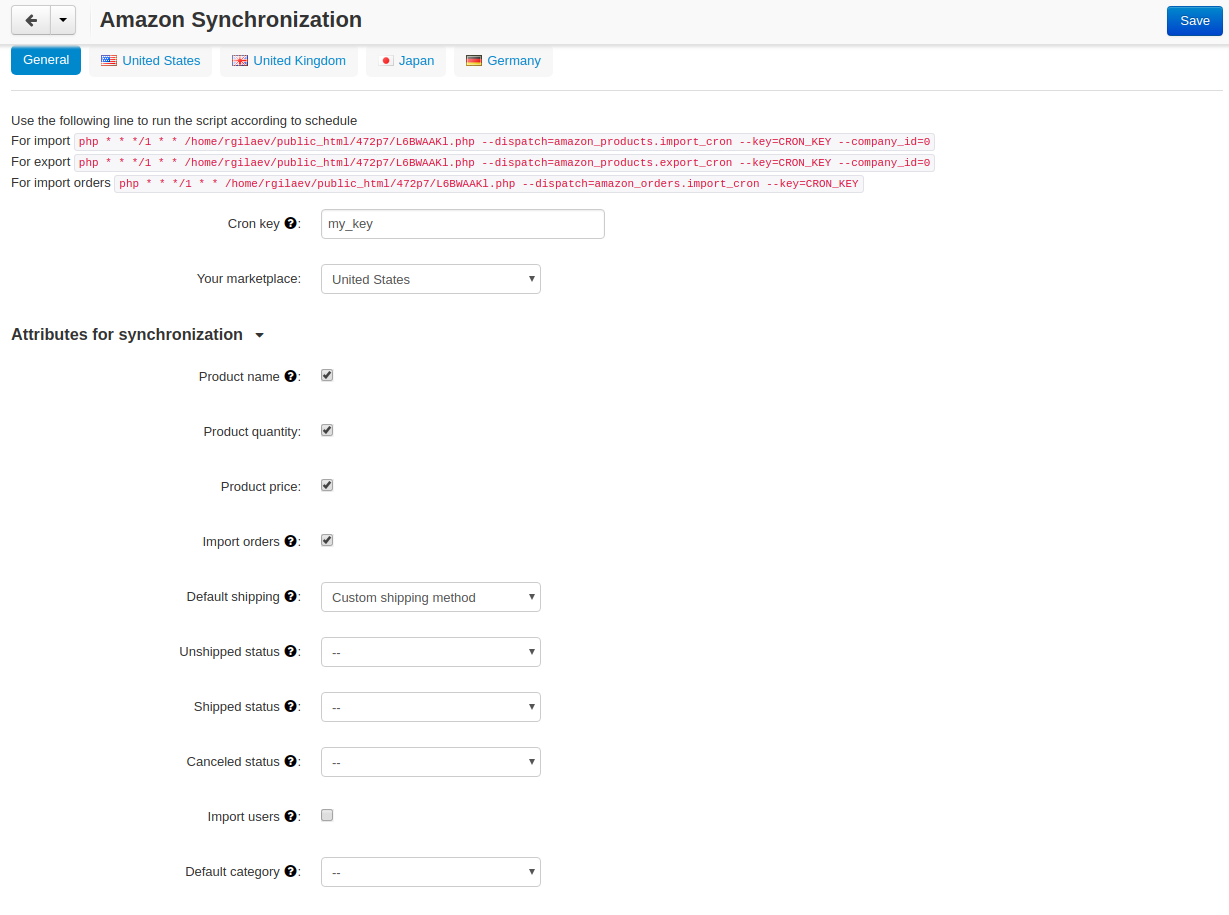 Amazon Synchronization
Save
General United States United Kingdom Japan Germany
Use the following line to run the script according to schedule
For import php * * */1 * * /home/rgilaev/public_html/472p7/L6BWAAKl.php --dispatch=amazon_products.import_cron --key=CRON_KEY --company_id=0
For export php * * */1 * * /home/rgilaev/public_html/472p7/L6BWAAKl.php --dispatch=amazon_products.export_cron --key=CRON_KEY --company_id=0
For import orders php * * */1 * * /home/rgilaev/public_html/472p7/L6BWAAKl.php --dispatch=amazon_orders.import_cron --key=CRON_KEY
Cron key ?: my_key
Your marketplace: United States
Attributes for synchronization
Product name ?:
Product quantity:
Product price:
Import orders ?:
Default shipping ?: Custom shipping method
Unshipped status ?: --
Shipped status ?: --
Canceled status ?: --
Import users ?:
Default category ?: --